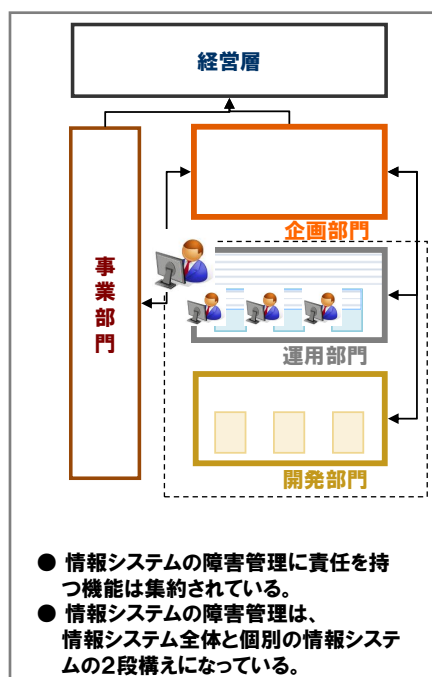 経営層
企画部門
事業部門
運用部門
開発部門
● 情報システムの障害管理に責任を持
つ機能は集約されている。
● 情報システムの障害管理は、
情報システム全体と個別の情報システ
ムの2段構えになっている。